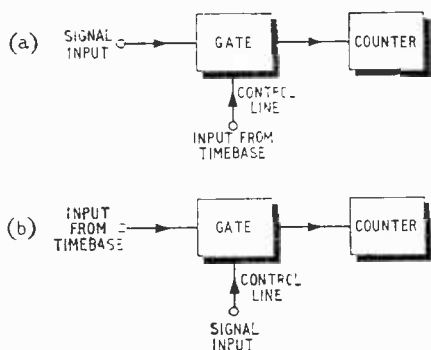 (a)
SIGNAL
INPUT
GATE
COUNTER
CONTROL
LINE
INPUT FROM
TIMEBASE
(b)
INPUT
FROM
TIMEBASE
GATE
COUNTER
CONTROL
LINE
SIGNAL
INPUT